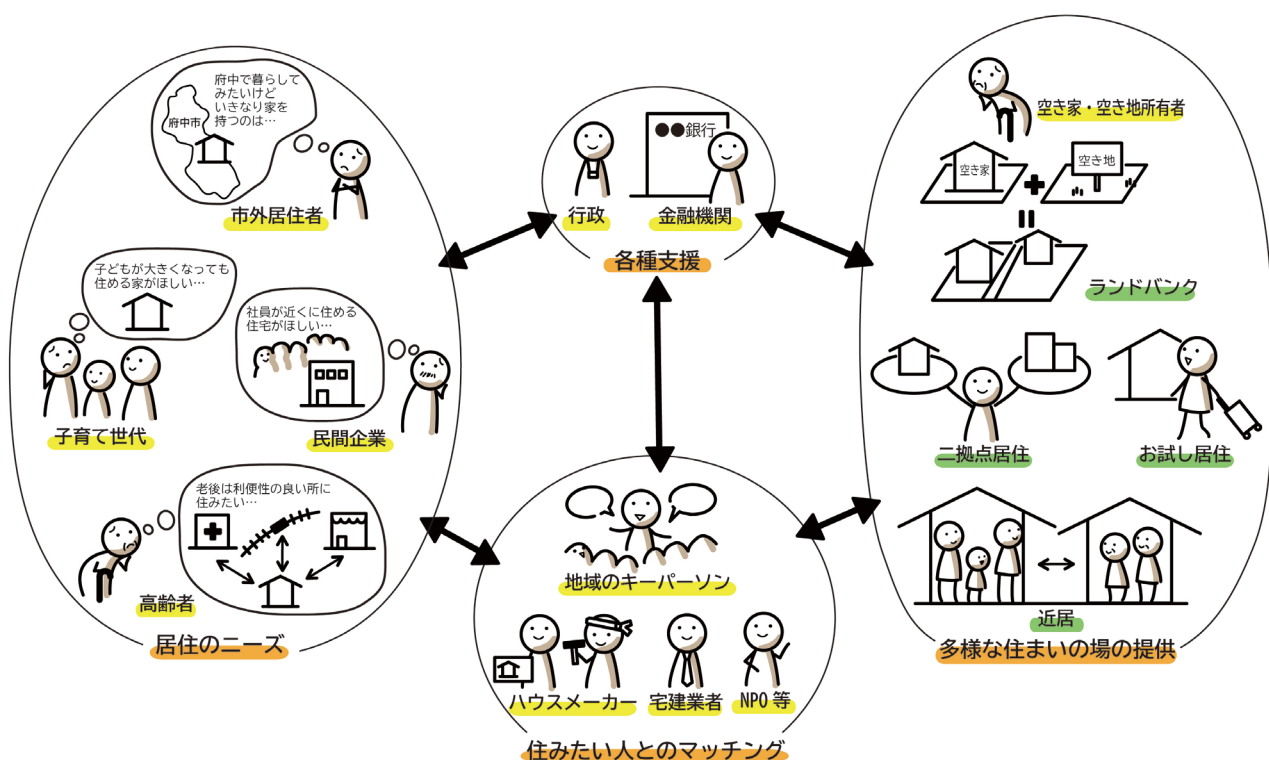 府中で暮らして
みたいけど
いきなり家を
持つのは…
府中市
市外居住者
子どもが大きくなっても
住める家がほしい…
子育て世代
社員が近くに住める
住宅がほしい…
民間企業
老後は利便性の良い所に
住みたい…
高齢者
居住のニーズ
●●銀行
行政
金融機関
各種支援
地域のキーパーソン
ハウスメーカー
宅建業者
NPO 等
住みたい人とのマッチング
空き家・空き地所有者
空き家
空き地
ランドバンク
二拠点居住
お試し居住
近居
多様な住まいの場の提供